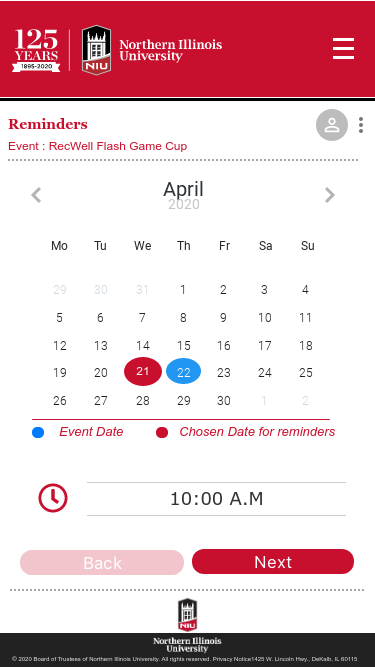 125
YEARS
1895-2020
NIU
Northern Illinois
University
Reminders
Event : RecWell Flash Game Cup
April
2020
Mo Tu We Th Fr Sa Su
29 30 31 1 2 3 4
5 6 7 8 9 10 11
12 13 14 15 16 17 18
19 20 21 22 23 24 25
26 27 28 29 30 1 2
Event Date Chosen Date for reminders
10:00 A.M
Back Next
NIU
Northern Illinois
University
© 2020 Board of Trustees of Northern Illinois University. All rights reserved. Privacy Notice1425 W. Lincoln Hwy., DeKalb, IL 60115